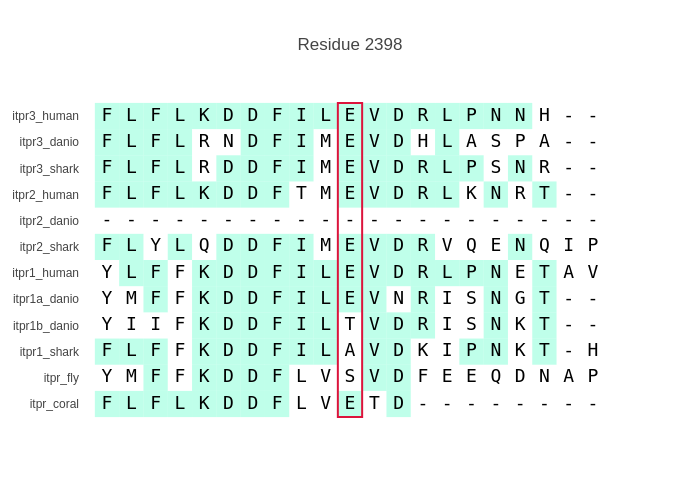 Residue 2398
itpr3_human F L F L K D D F I L E V D R L P N N H - -
itpr3_danio F L F L R N D F I M E V D H L A S P A - -
itpr3_shark F L F L R D D F I M E V D R L P S N R - -
itpr2_human F L F L K D D F T M E V D R L K N R T - -
itpr2_danio - - - - - - - - - - - - - - - - - - - - -
itpr2_shark F L Y L Q D D F I M E V D R V Q E N Q I P
itpr1_human Y L F F K D D F I L E V D R L P N E T A V
itpr1a_danio Y M F F K D D F I L E V N R I S N G T - -
itpr1b_danio Y I I F K D D F I L T V D R I S N K T - -
itpr1_shark F L F F K D D F I L A V D K I P N K T - H
itpr_fly Y M F F K D D F L V S V D F E E Q D N A P
itpr_coral F L F L K D D F L V E T D - - - - - - - -